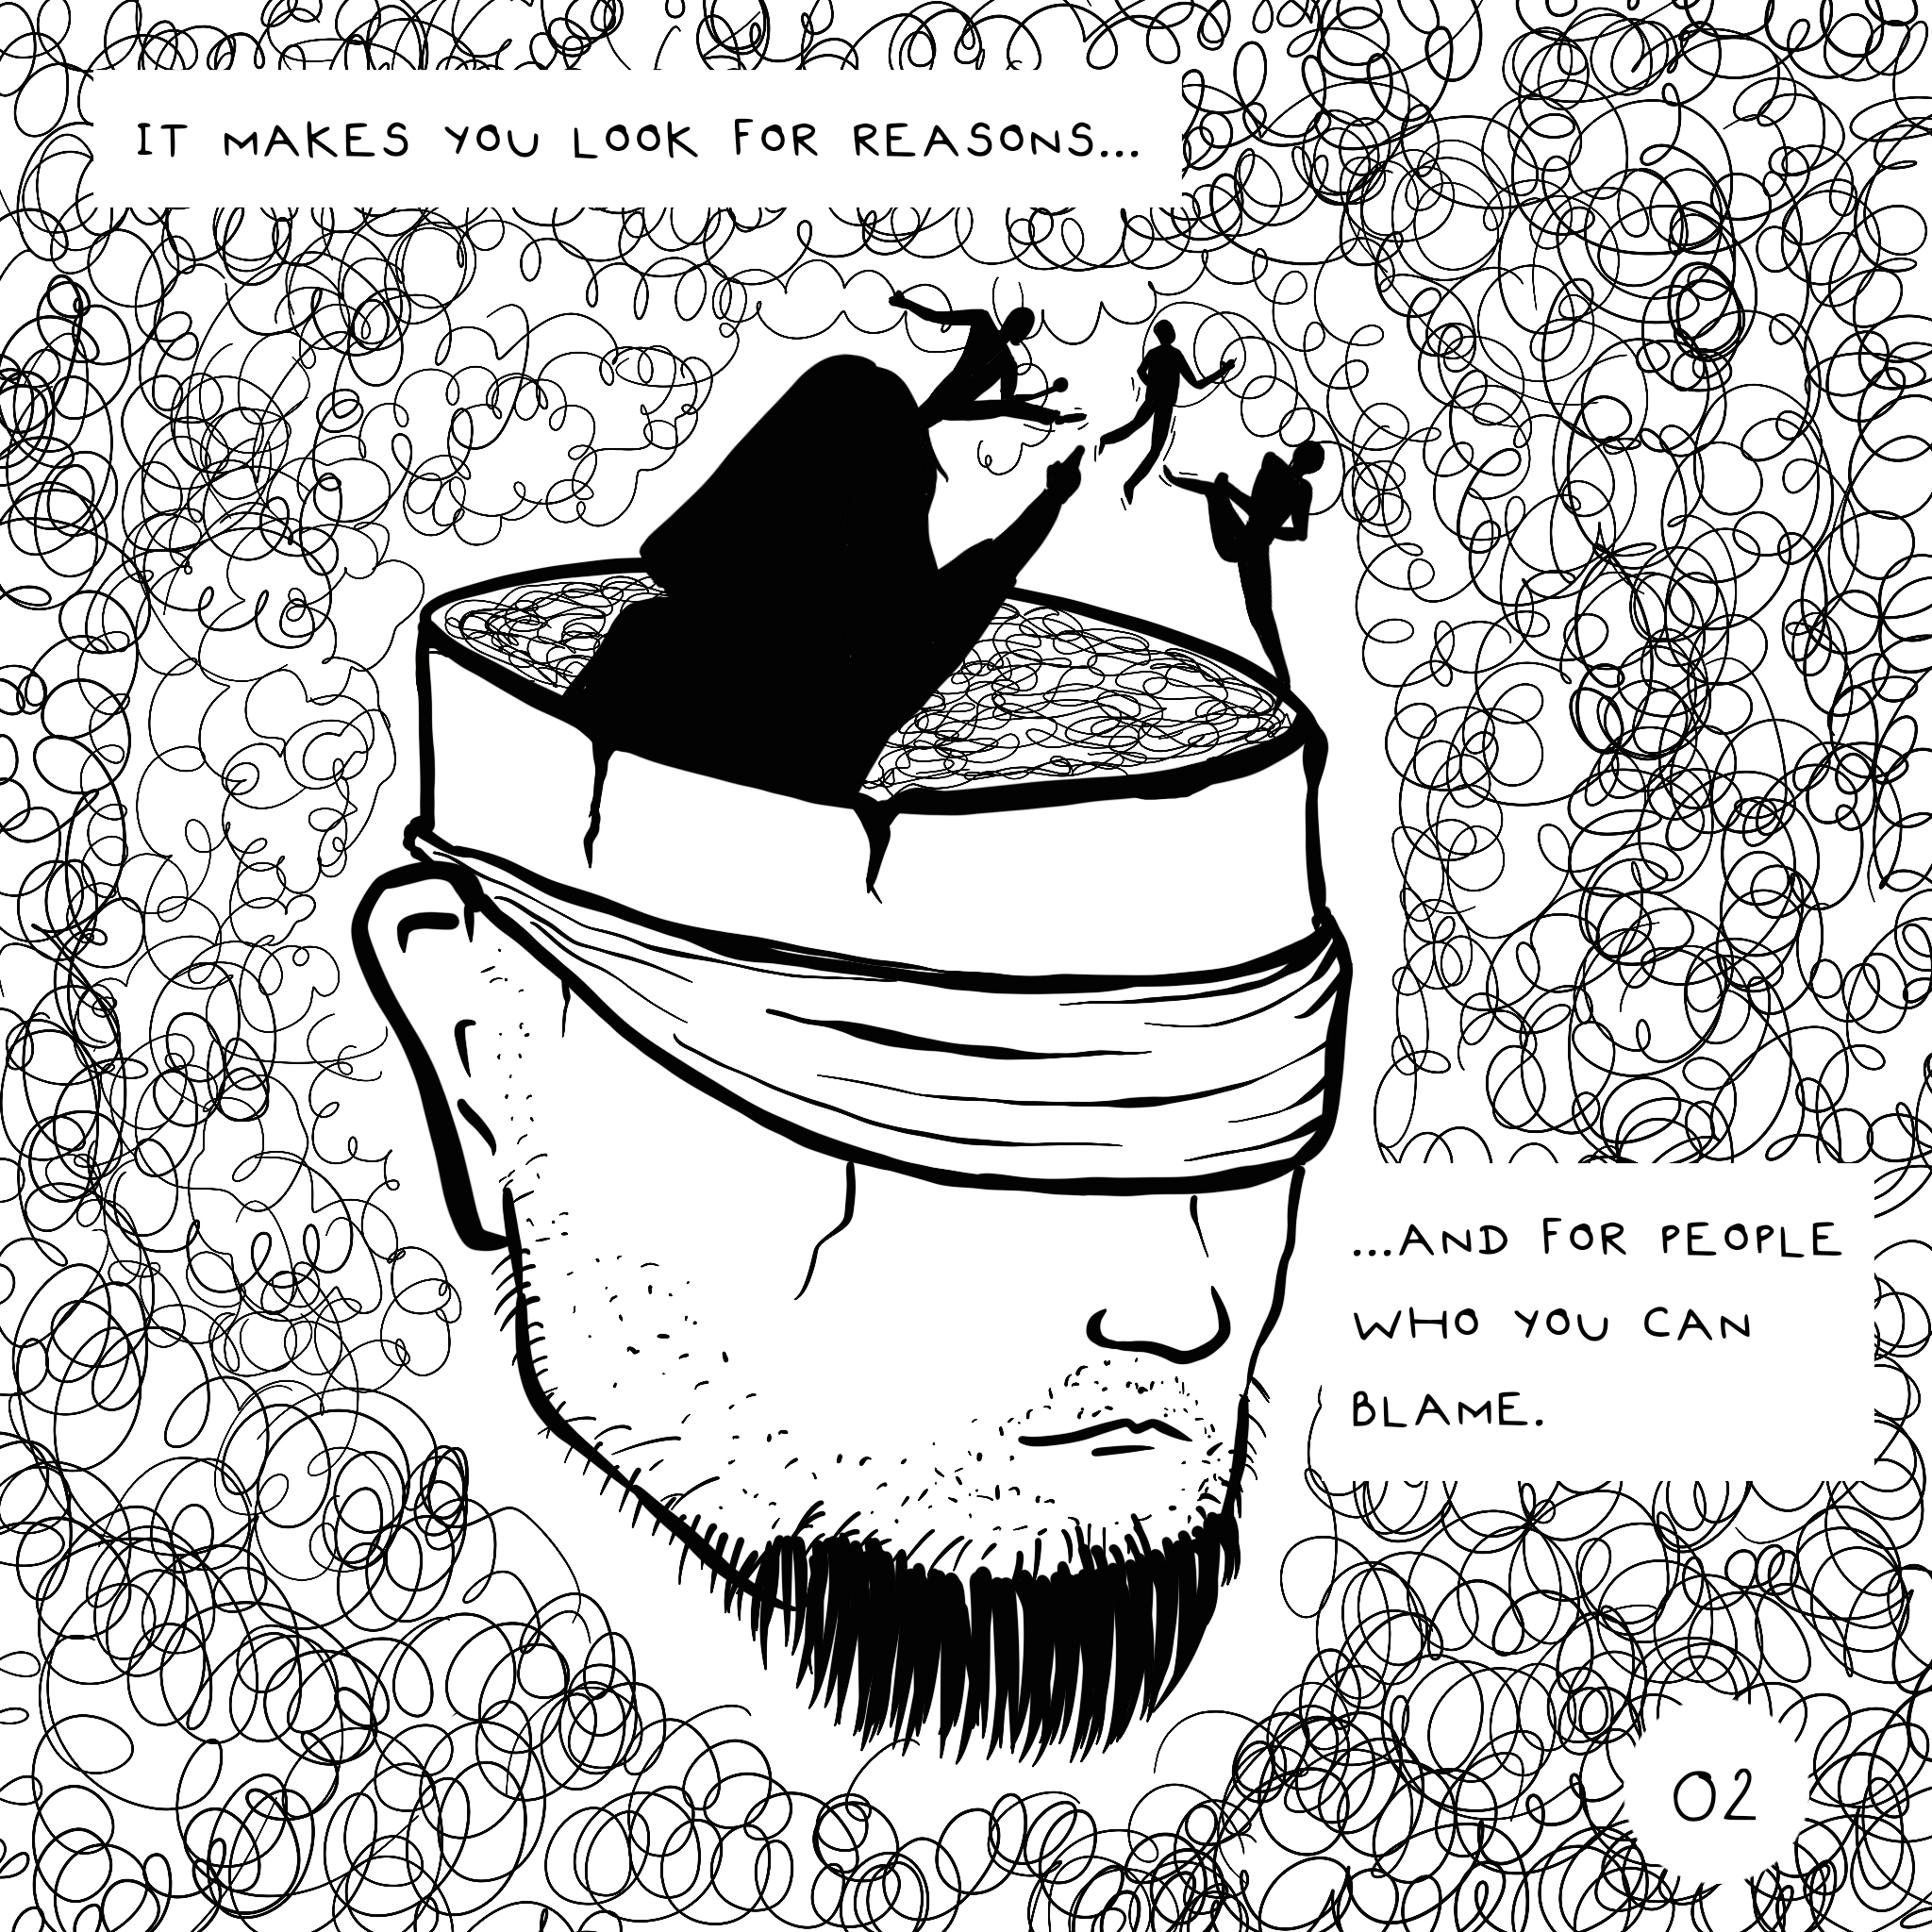 IT MAKES YOU LOOK FOR REASONS...
...AND FOR PEOPLE
WHO YOU CAN
BLAME.
02